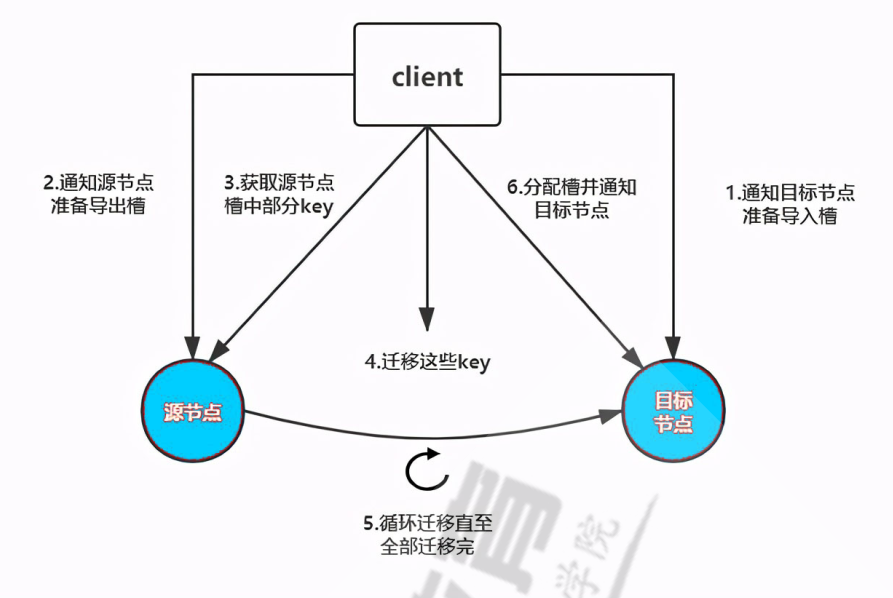 client
2.通知源节点
准备导出槽
3.获取源节点
槽中部分key
6.分配槽并通知
目标节点
1.通知目标节点
准备导入槽
4.迁移这些key
源节点
目标
节点
5.循环迁移直至
全部迁移完
育
学院